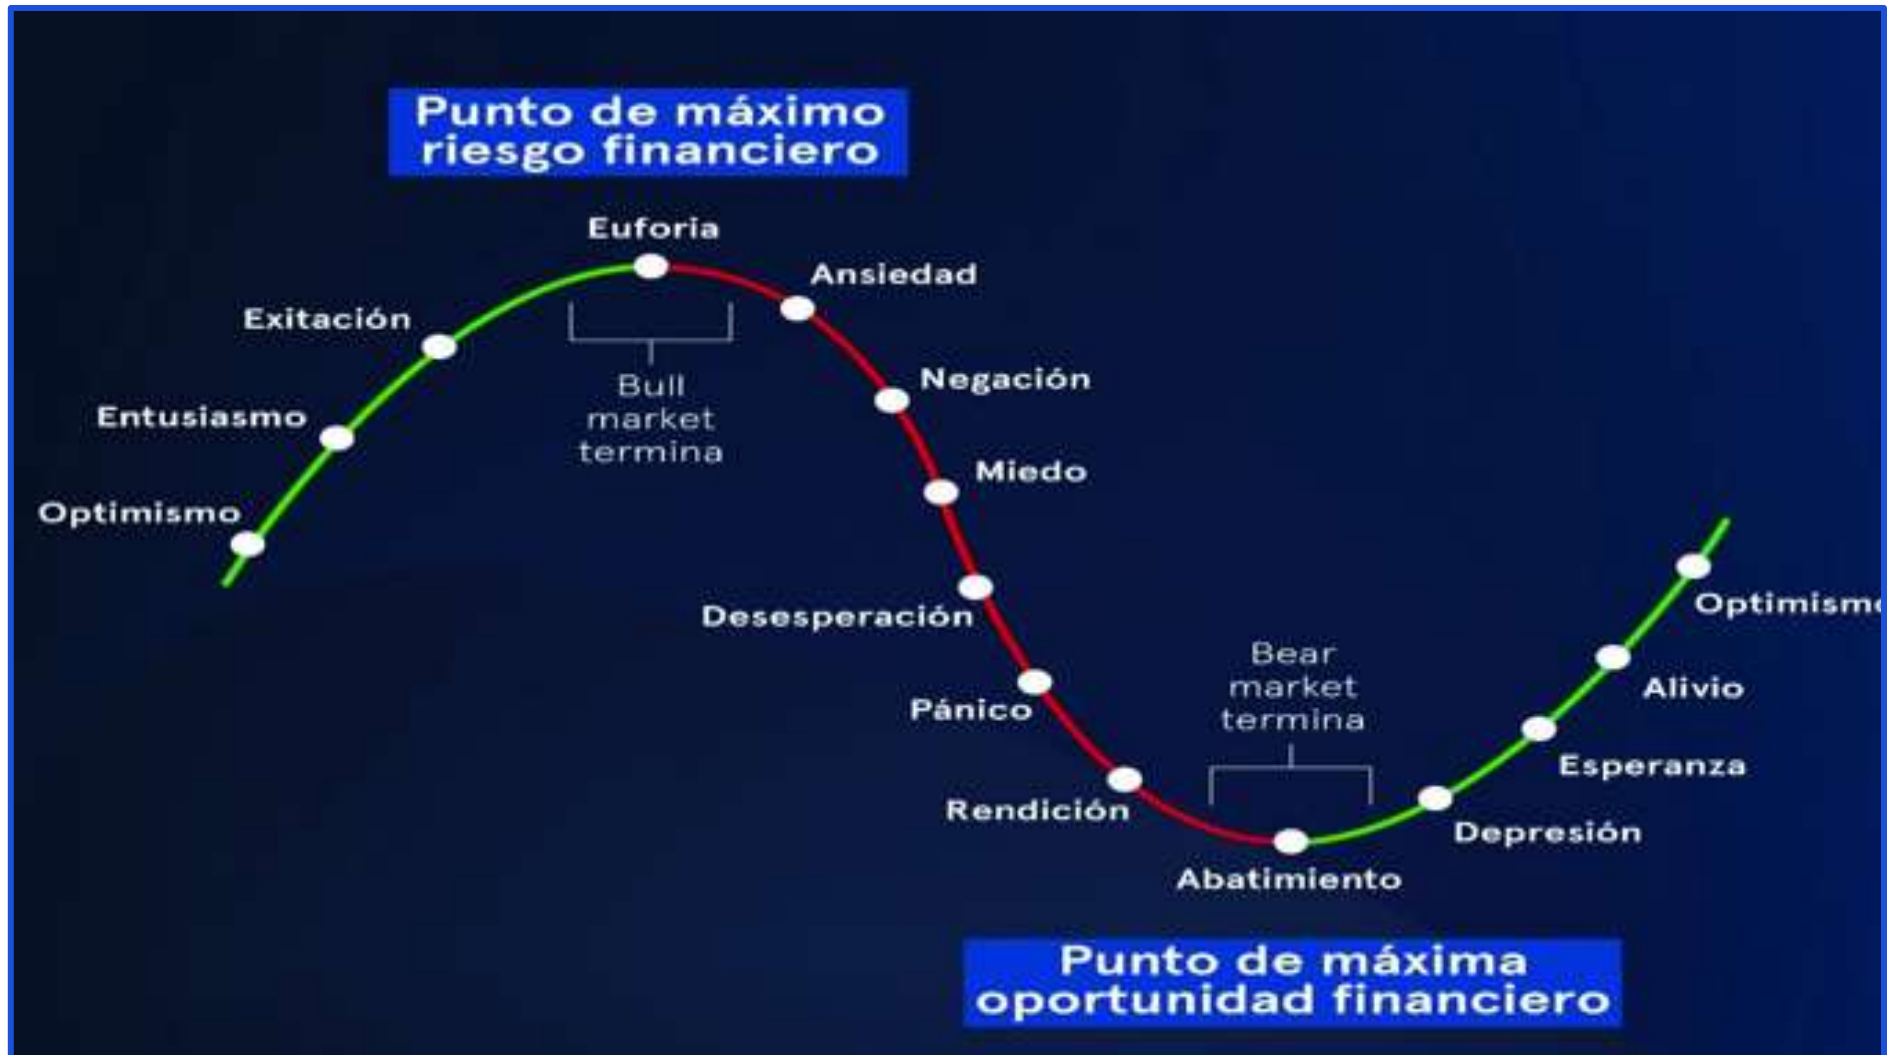 Punto de máximo
riesgo financiero
Euforia
Ansiedad
Exitación
Negación
Bull
market
termina
Entusiasmo
Miedo
Optimismo
Desesperación
Optimismo
Bear
market
termina
Alivio
Pánico
Esperanza
Rendición
Depresión
Abatimiento
Punto de máxima
oportunidad financiero